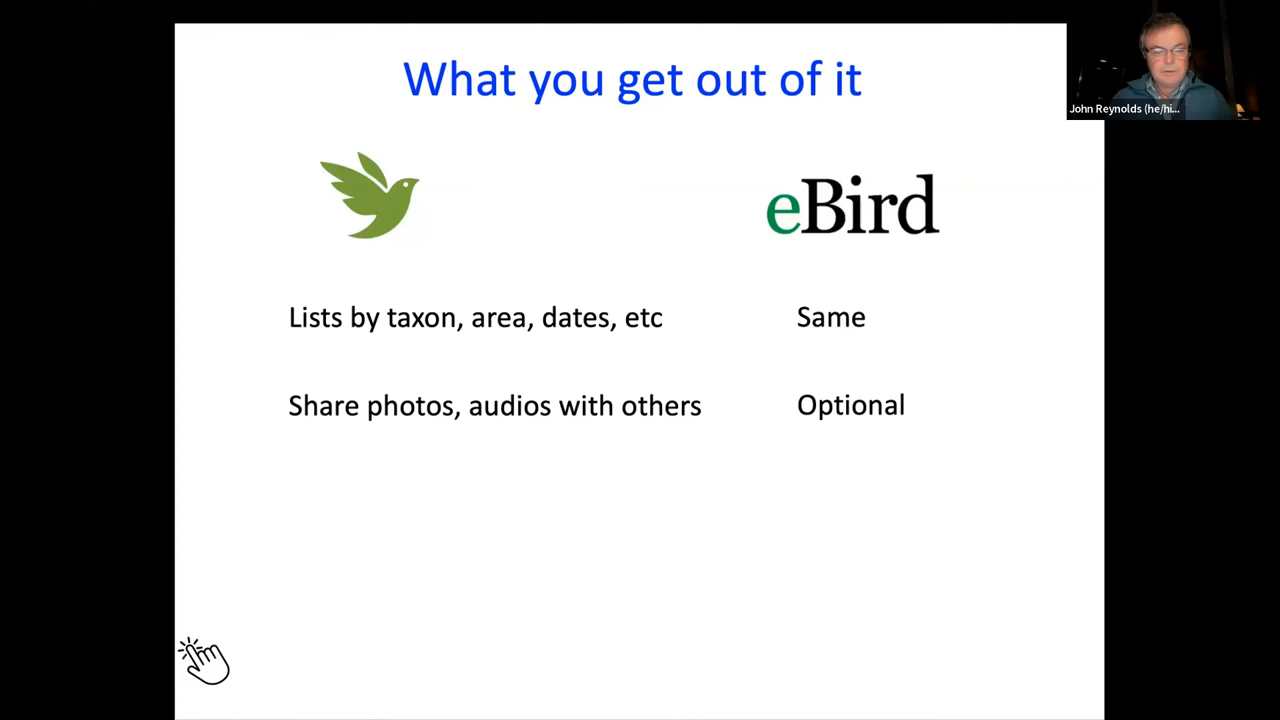 What you get out of it
John Reynolds (he/hi...
eBird
Lists by taxon, area, dates, etc
Same
Share photos, audios with others
Optional